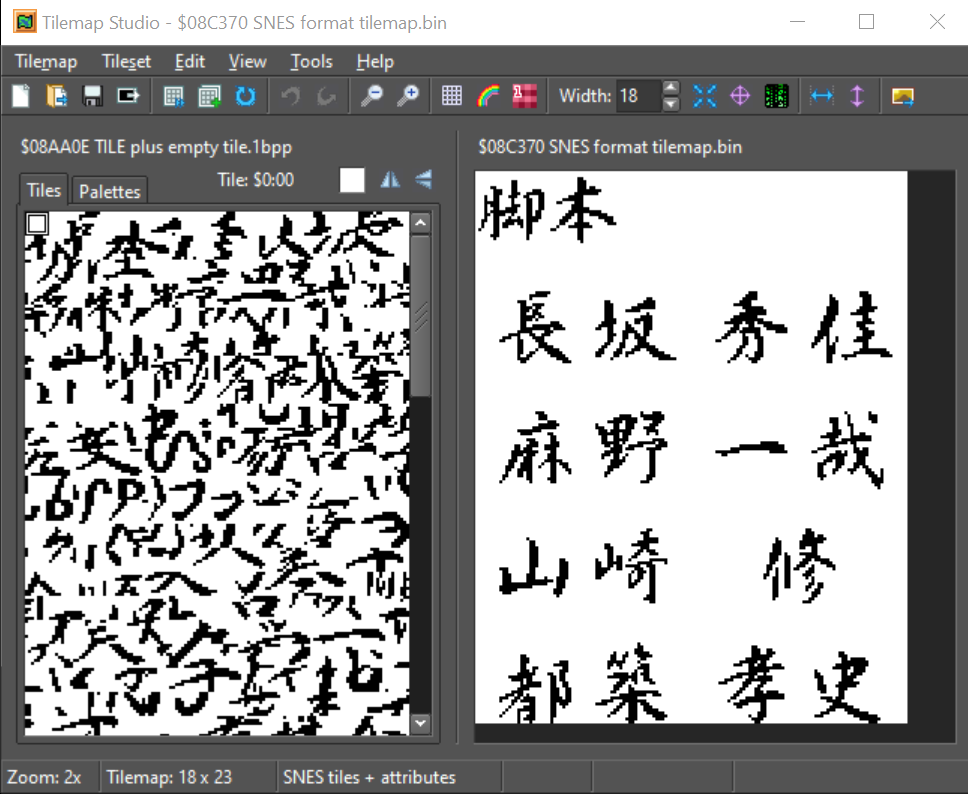 Tilemap Studio - $08C370 SNES format tilemap.bin
Tilemap Tileset Edit View Tools Help
Width: 18
$08AA0E TILE plus empty tile.1bpp
Tiles Palettes Tile: $0:00
$08C370 SNES format tilemap.bin
脚本
長坂 秀佳
麻野 一哉
山崎 修
都築 孝史
Zoom: 2x Tilemap: 18 x 23 SNES tiles + attributes